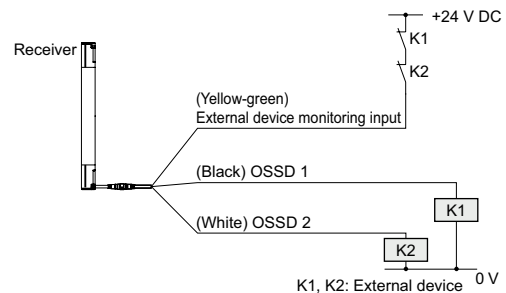 +24 V DC
K1
Receiver
K2
(Yellow-green)
External device monitoring input
(Black) OSSD 1
K1
(White) OSSD 2
K2
0 V
K1, K2: External device